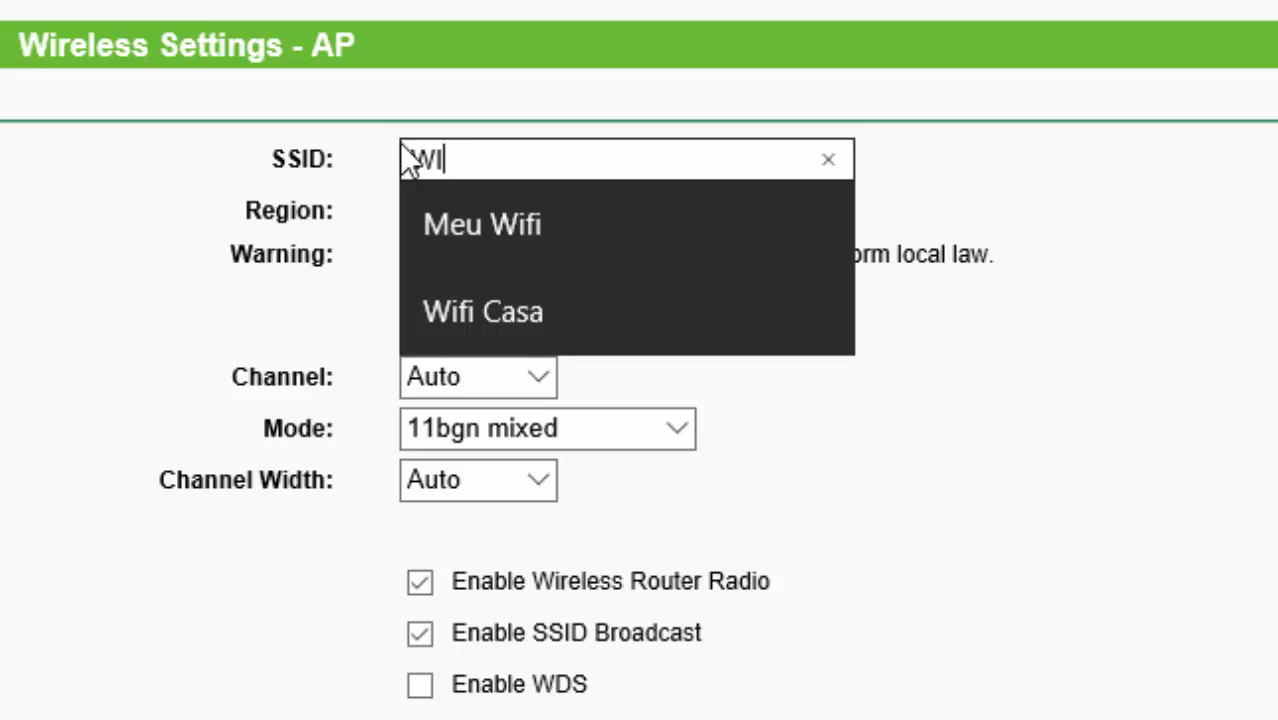 Wireless Settings - AP
SSID: WI ×
Region:
Meu Wifi
Warning: orm local law.
Wifi Casa
Channel: Auto
Mode: 11bgn mixed
Channel Width: Auto
Enable Wireless Router Radio
Enable SSID Broadcast
Enable WDS